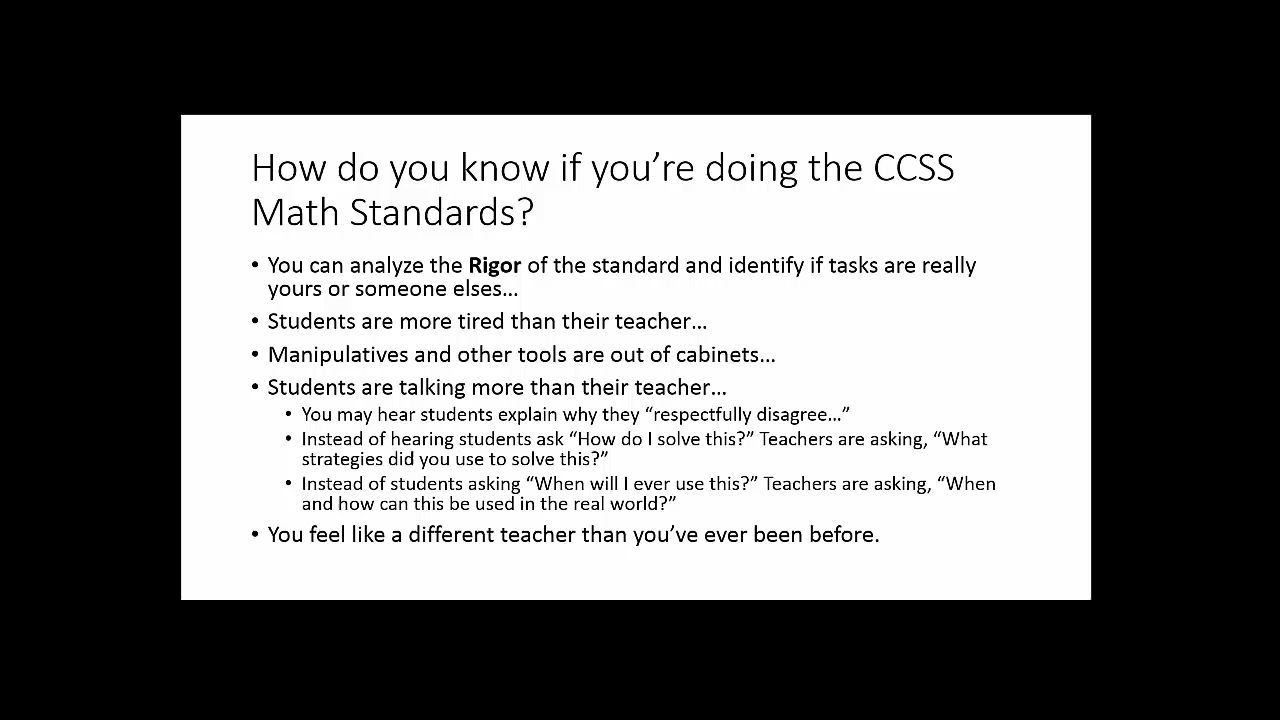 How do you know if you’re doing the CCSS
Math Standards?
• You can analyze the Rigor of the standard and identify if tasks are really
yours or someone elses…
• Students are more tired than their teacher…
• Manipulatives and other tools are out of cabinets…
• Students are talking more than their teacher…
• You may hear students explain why they “respectfully disagree…”
• Instead of hearing students ask “How do I solve this?” Teachers are asking, “What
strategies did you use to solve this?”
• Instead of students asking “When will I ever use this?” Teachers are asking, “When
and how can this be used in the real world?”
• You feel like a different teacher than you’ve ever been before.